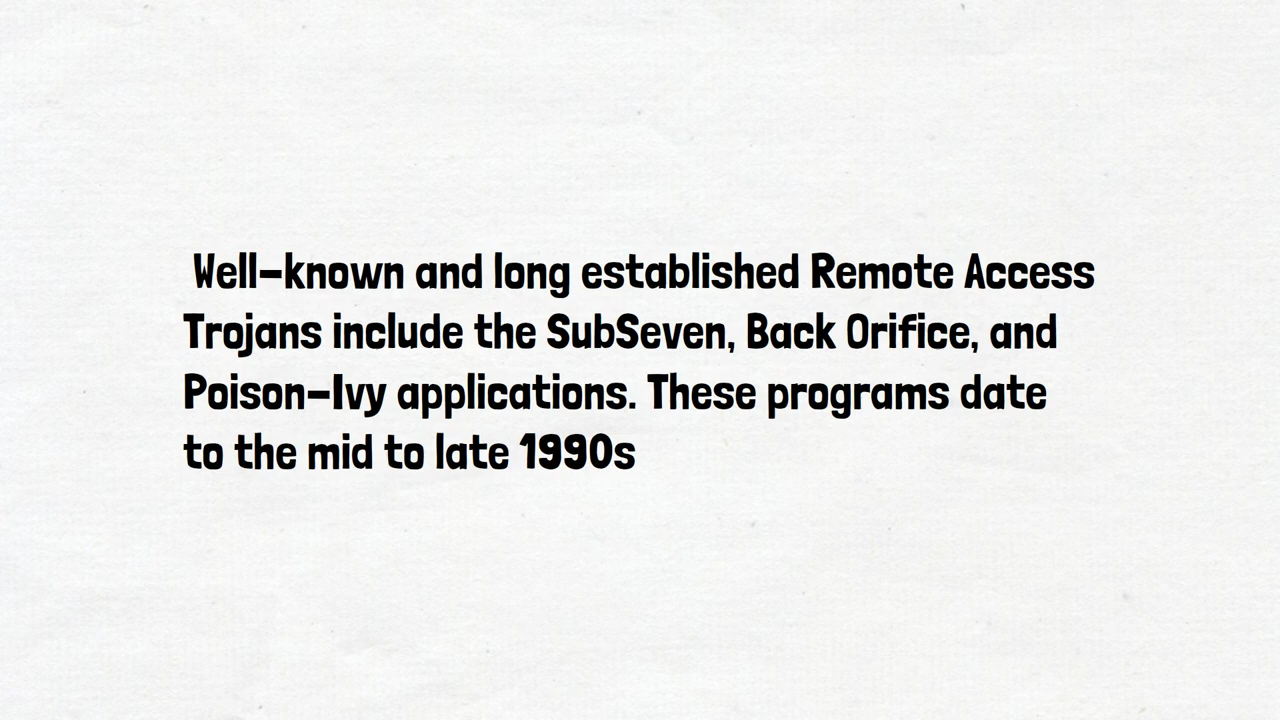 Well-known and long established Remote Access
Trojans include the SubSeven, Back Orifice, and
Poison-Ivy applications. These programs date
to the mid to late 1990s